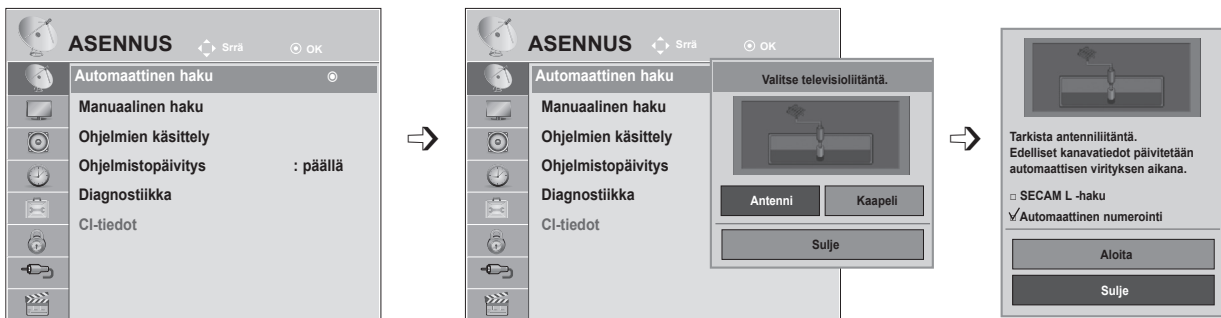 ASENNUS Srrä OK
Automaattinen haku
Manuaalinen haku
Ohjelmien käsittely
Ohjelmistopäivitys : päällä
Diagnostiikka
CI-tiedot
ASENNUS Srrä OK
Automaattinen haku
Manuaalinen haku
Ohjelmien käsittely
Ohjelmistopäivitys
Diagnostiikka
CI-tiedot
Valitse televisioliitäntä.
Antenni Kaapeli
Sulje
Tarkista antenniliitäntä.
Edelliset kanavatiedot päivitetään
automaattisen virityksen aikana.
SECAM L -haku
Automaattinen numerointi
Aloita
Sulje